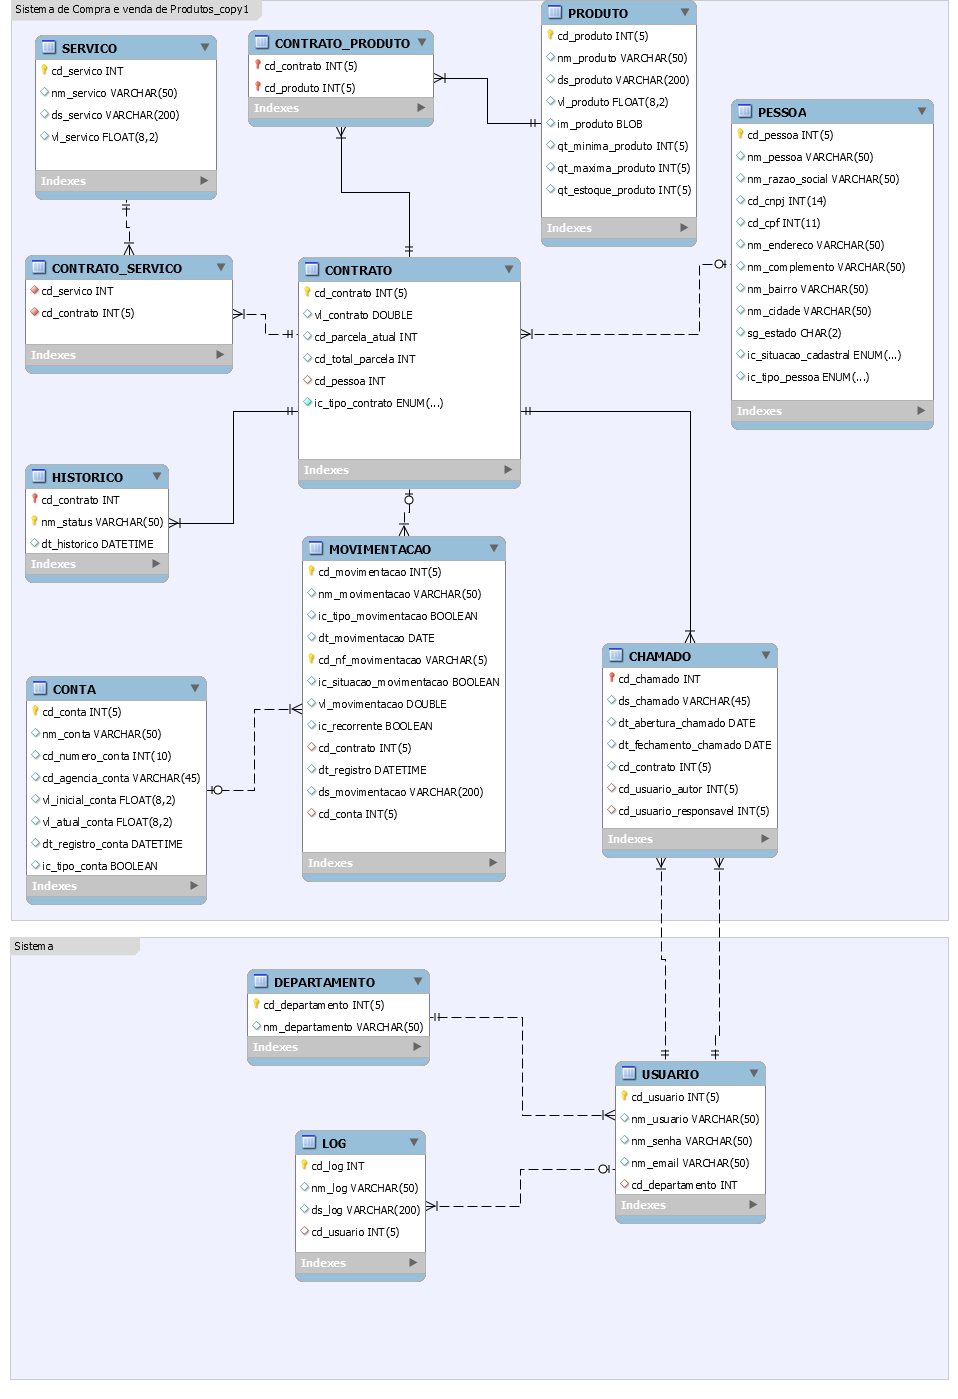 Sistema de Compra e venda de Produtos_copy1
SERVICO
cd_servico INT
nm_servico VARCHAR(50)
ds_servico VARCHAR(200)
vl_servico FLOAT(8,2)
Indexes
CONTRATO_PRODUTO
cd_contrato INT(5)
cd_produto INT(5)
Indexes
PRODUTO
cd_produto INT(5)
nm_produto VARCHAR(50)
ds_produto VARCHAR(200)
vl_produto FLOAT(8,2)
im_produto BLOB
qt_minima_produto INT(5)
qt_maxima_produto INT(5)
qt_estoque_produto INT(5)
Indexes
PESSOA
cd_pessoa INT(5)
nm_pessoa VARCHAR(50)
nm_razao_social VARCHAR(50)
cd_cnpj INT(14)
cd_cpf INT(11)
nm_endereco VARCHAR(50)
nm_complemento VARCHAR(50)
nm_bairro VARCHAR(50)
nm_cidade VARCHAR(50)
sg_estado CHAR(2)
ic_situacao_cadastral ENUM(...)
ic_tipo_pessoa ENUM(...)
Indexes
CONTRATO_SERVICO
cd_servico INT
cd_contrato INT(5)
Indexes
CONTRATO
cd_contrato INT(5)
vl_contrato DOUBLE
cd_parcela_atual INT
cd_total_parcela INT
cd_pessoa INT
ic_tipo_contrato ENUM(...)
Indexes
HISTORICO
cd_contrato INT
nm_status VARCHAR(50)
dt_historico DATETIME
Indexes
MOVIMENTACAO
cd_movimentacao INT(5)
nm_movimentacao VARCHAR(50)
ic_tipo_movimentacao BOOLEAN
dt_movimentacao DATE
cd_nf_movimentacao VARCHAR(5)
ic_situacao_movimentacao BOOLEAN
vl_movimentacao DOUBLE
ic_recorrente BOOLEAN
cd_contrato INT(5)
dt_registro DATETIME
ds_movimentacao VARCHAR(200)
cd_conta INT(5)
Indexes
CHAMADO
cd_chamado INT
ds_chamado VARCHAR(45)
dt_abertura_chamado DATE
dt_fechamento_chamado DATE
cd_contrato INT(5)
cd_usuario_autor INT(5)
cd_usuario_responsavel INT(5)
Indexes
CONTA
cd_conta INT(5)
nm_conta VARCHAR(50)
cd_numero_conta INT(10)
cd_agencia_conta VARCHAR(45)
vl_inicial_conta FLOAT(8,2)
vl_atual_conta FLOAT(8,2)
dt_registro_conta DATETIME
ic_tipo_conta BOOLEAN
Indexes
Sistema
DEPARTAMENTO
cd_departamento INT(5)
nm_departamento VARCHAR(50)
Indexes
USUARIO
cd_usuario INT(5)
nm_usuario VARCHAR(50)
nm_senha VARCHAR(50)
nm_email VARCHAR(50)
cd_departamento INT
Indexes
LOG
cd_log INT
nm_log VARCHAR(50)
ds_log VARCHAR(200)
cd_usuario INT(5)
Indexes